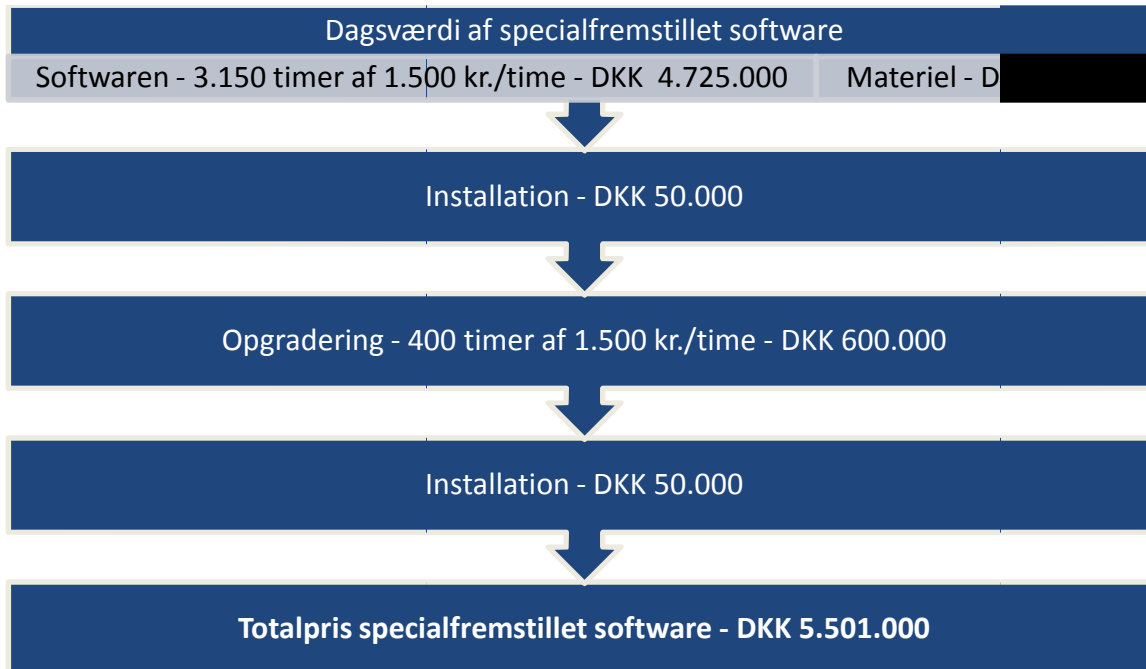 Dagsværdi af specialfremstillet software
Softwaren - 3.150 timer af 1.500 kr./time - DKK 4.725.000 Materiel -
Installation - DKK 50.000
Opgradering - 400 timer af 1.500 kr./time - DKK 600.000
Installation - DKK 50.000
Totalpris specialfremstillet software - DKK 5.501.000